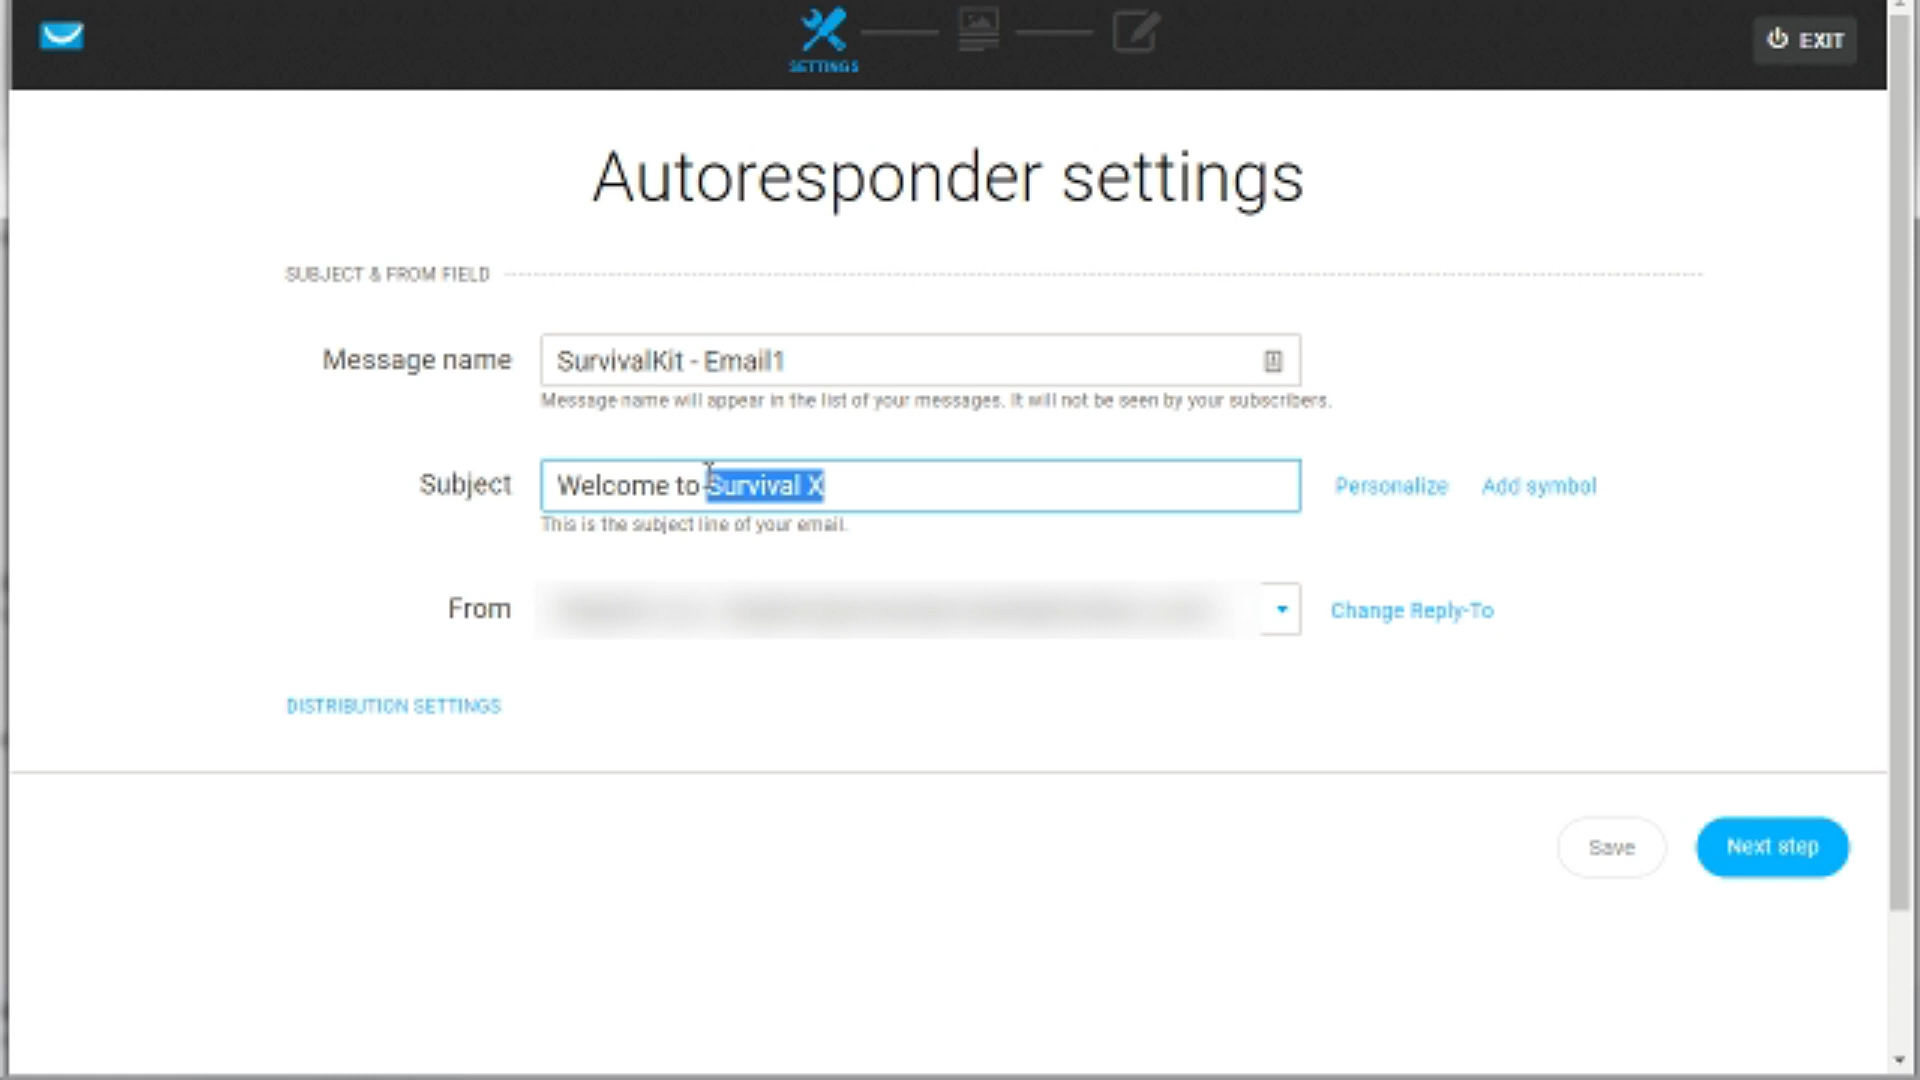 SETTINGS
EXIT
Autoresponder settings
SUBJECT & FROM FIELD
Message name SurvivalKit - Email1
Message name will appear in the list of your messages. It will not be seen by your subscribers.
Subject Welcome to Survival X Personalize Add symbol
This is the subject line of your email.
From Change Reply-To
DISTRIBUTION SETTINGS
Save Next step